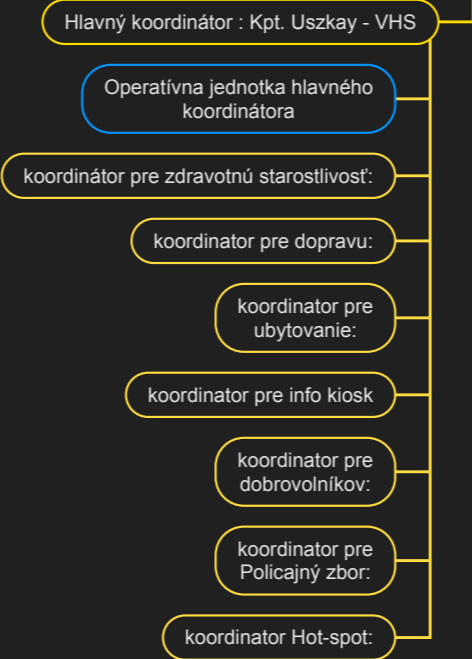 Hlavný koordinátor : Kpt. Uszkay - VHS
Operatívna jednotka hlavného
koordinátora
koordinátor pre zdravotnú starostlivosť:
koordinator pre dopravu:
koordinator pre
ubytovanie:
koordinator pre info kiosk
koordinator pre
dobrovolníkov:
koordinator pre
Policajný zbor:
koordinator Hot-spot: